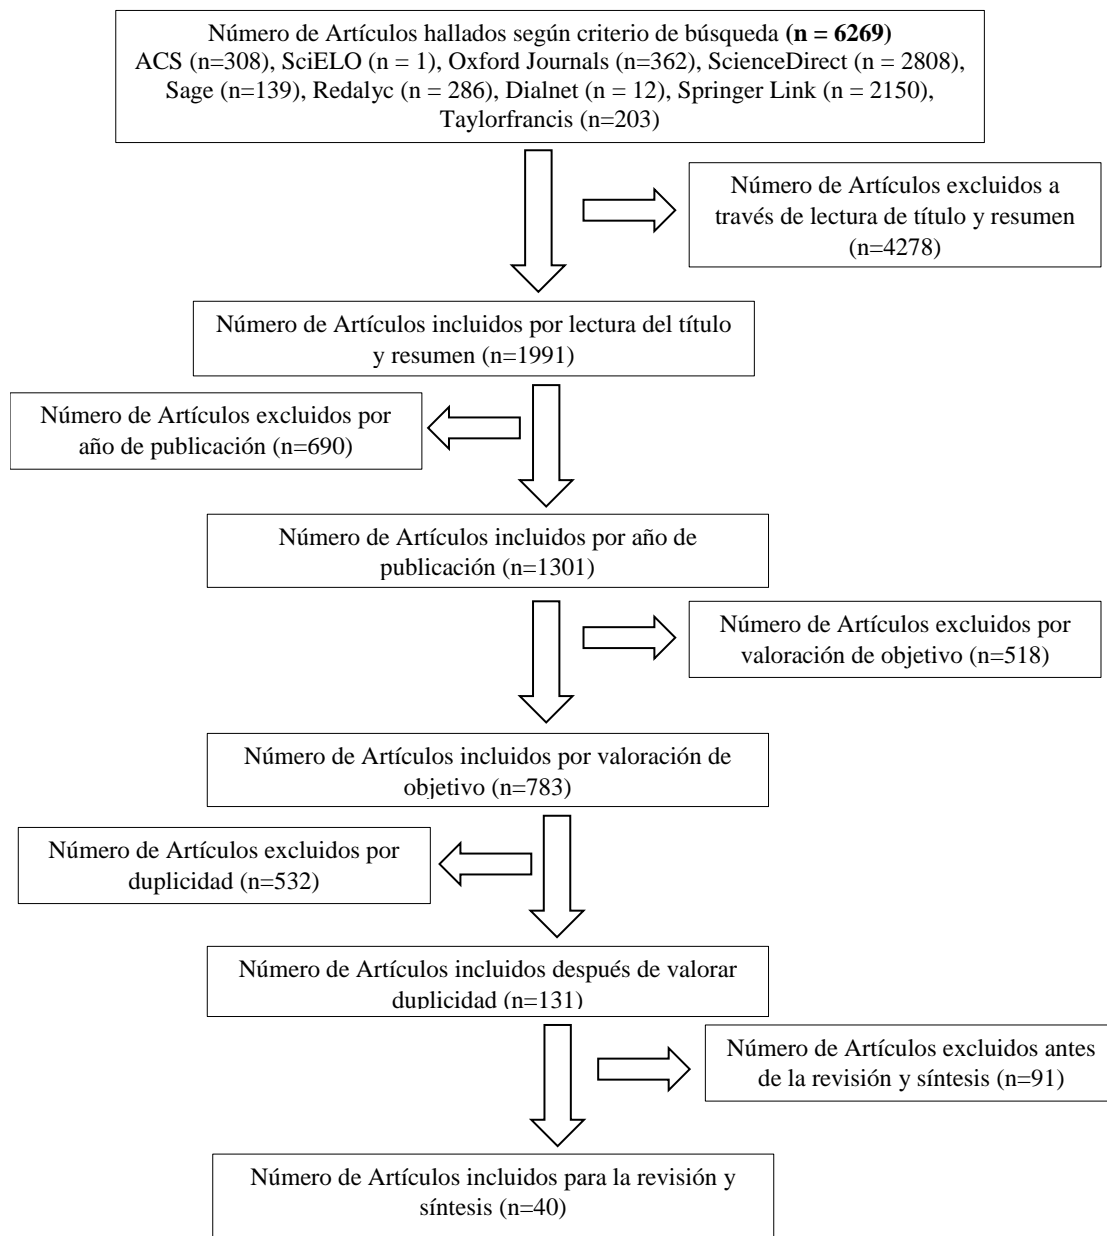 Número de Artículos hallados según criterio de búsqueda (n = 6269)
ACS (n=308), SciELO (n = 1), Oxford Journals (n=362), ScienceDirect (n = 2808),
Sage (n=139), Redalyc (n = 286), Dialnet (n = 12), Springer Link (n = 2150),
Taylorfrancis (n=203)
Número de Artículos excluidos a
través de lectura de título y resumen
(n=4278)
Número de Artículos incluidos por lectura del título
y resumen (n=1991)
Número de Artículos excluidos por
año de publicación (n=690)
Número de Artículos incluidos por año de
publicación (n=1301)
Número de Artículos excluidos por
valoración de objetivo (n=518)
Número de Artículos incluidos por valoración de
objetivo (n=783)
Número de Artículos excluidos por
duplicidad (n=532)
Número de Artículos incluidos después de valorar
duplicidad (n=131)
Número de Artículos excluidos antes
de la revisión y síntesis (n=91)
Número de Artículos incluidos para la revisión y
síntesis (n=40)